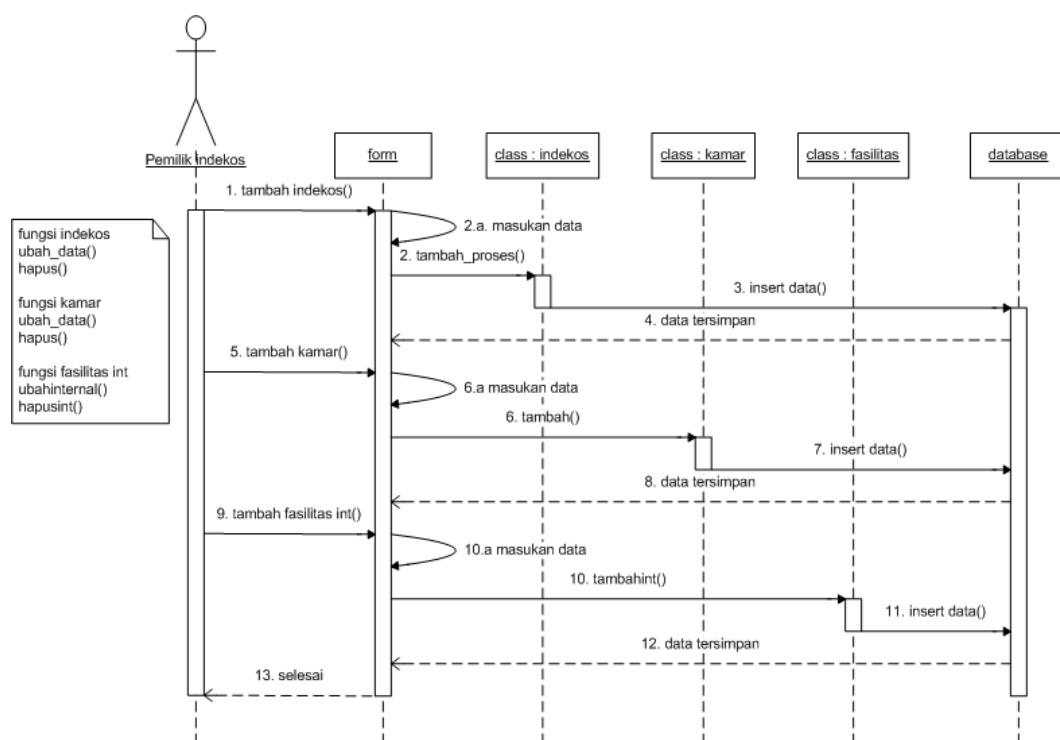 Pemilik indekos
form
class : indekos
class : kamar
class : fasilitas
database
1. tambah indekos()
fungsi indekos
ubah_data()
hapus()
fungsi kamar
ubah_data()
hapus()
fungsi fasilitas int
ubahinternal()
hapusint()
2.a. masukan data
2. tambah_proses()
3. insert data()
4. data tersimpan
5. tambah kamar()
6.a masukan data
6. tambah()
7. insert data()
8. data tersimpan
9. tambah fasilitas int()
10.a masukan data
10. tambahint()
11. insert data()
12. data tersimpan
13. selesai